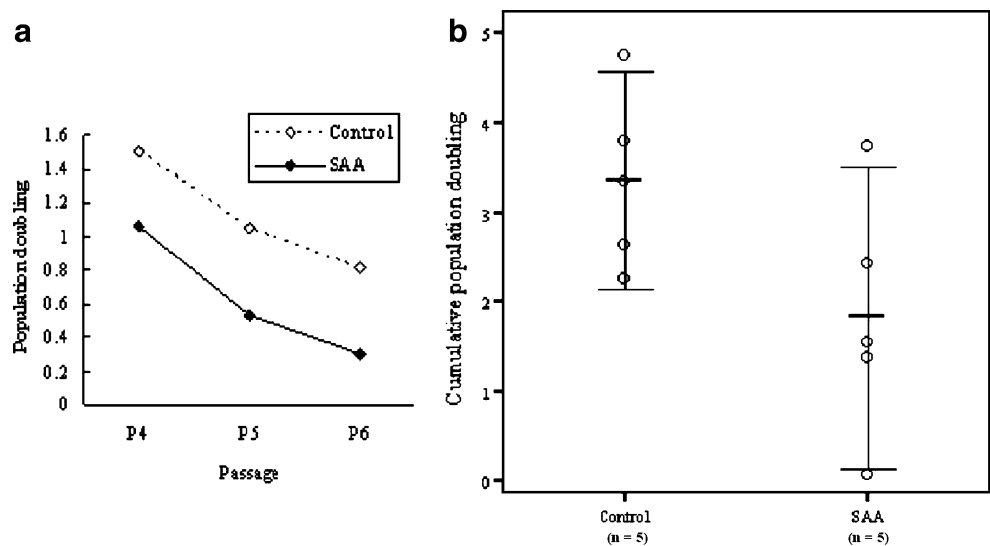 a
Control
SAA
Population doubling
1.6
1.4
1.2
1
0.8
0.6
0.4
0.2
0
P4 P5 P6
Passage
b
Cumulative population doubling
5
4
3
2
1
0
Control SAA
(n = 5) (n = 5)